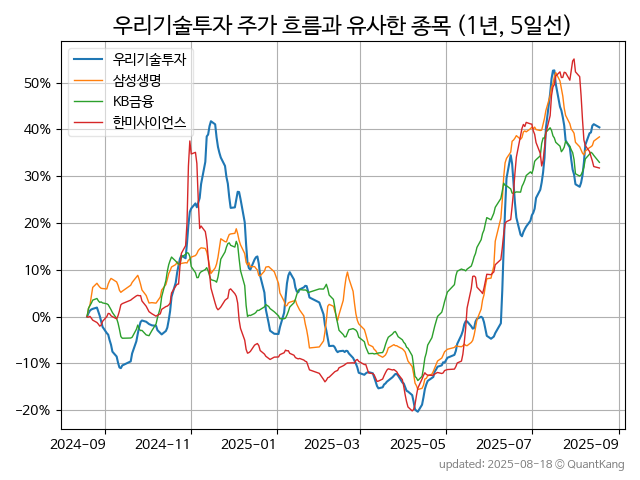 우리기술투자 주가 흐름과 유사한 종목 (1년, 5일선)
우리기술투자
삼성생명
KB금융
한미사이언스
50%
40%
30%
20%
10%
0%
−10%
−20%
2024-09 2024-11 2025-01 2025-03 2025-05 2025-07 2025-09
updated: 2025-08-18 © QuantKang